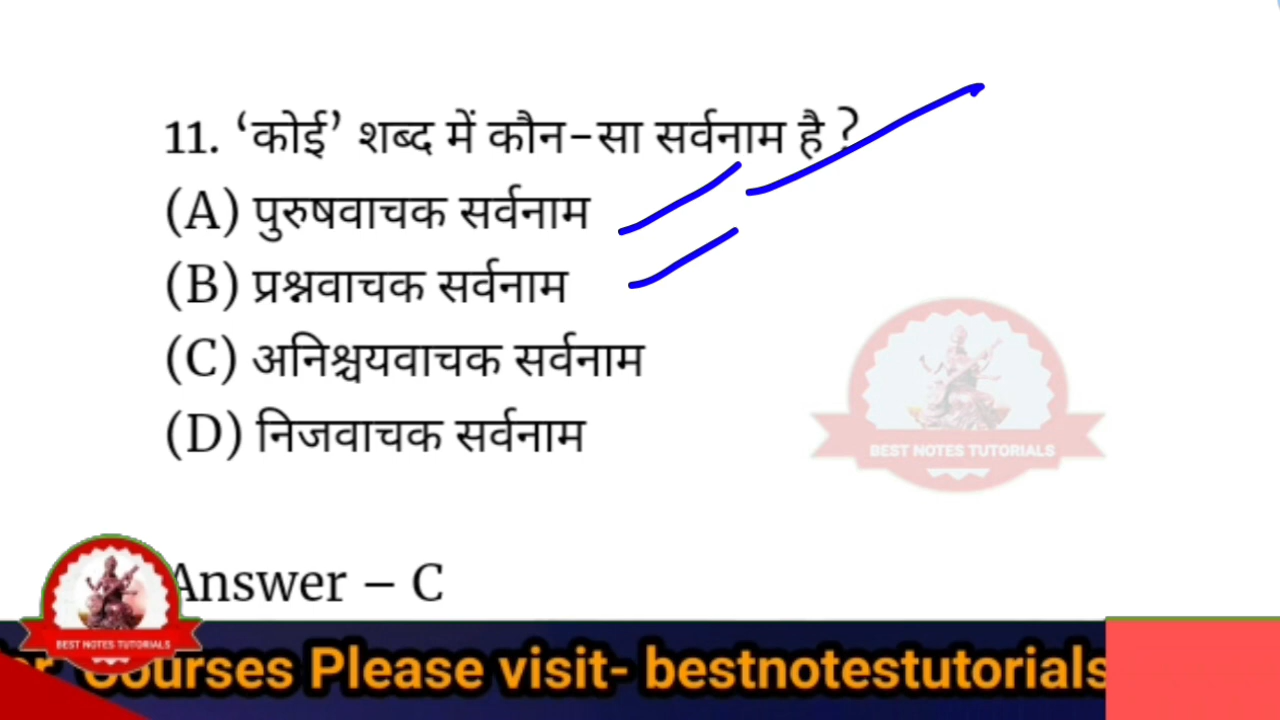 11. ‘कोई’ शब्द में कौन-सा सर्वनाम है ?
(A) पुरुषवाचक सर्वनाम
(B) प्रश्नवाचक सर्वनाम
(C) अनिश्चयवाचक सर्वनाम
(D) निजवाचक सर्वनाम
BEST NOTES TUTORIALS
Answer – C
BEST NOTES TUTORIALS
Courses Please visit- bestnotestutorials